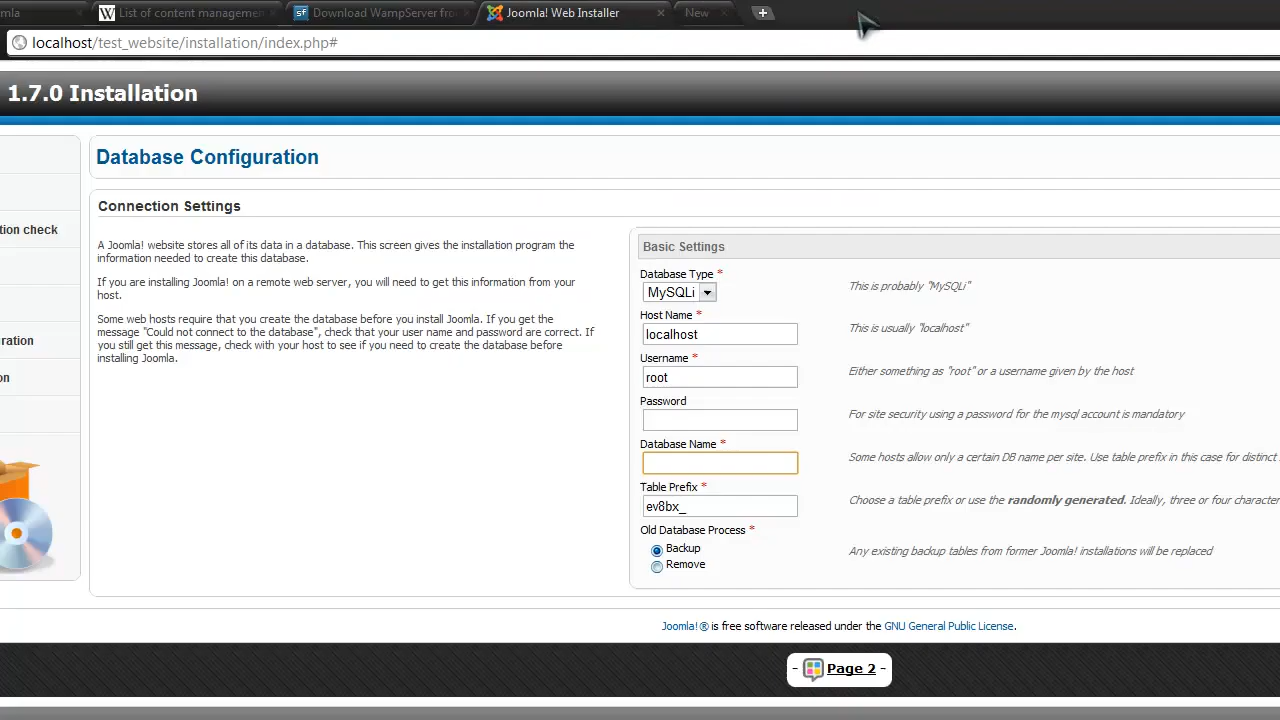 mla
List of content managemen
Download WampServer from
Joomla! Web Installer
New
localhost/test_website/installation/index.php#
1.7.0 Installation
Database Configuration
Connection Settings
tion check
ration
on
A Joomla! website stores all of its data in a database. This screen gives the installation program the
information needed to create this database.
If you are installing Joomla! on a remote web server, you will need to get this information from your
host.
Some web hosts require that you create the database before you install Joomla. If you get the
message "Could not connect to the database", check that your user name and password are correct. If
you still get this message, check with your host to see if you need to create the database before
installing Joomla.
Basic Settings
Database Type *
MySQLi
This is probably "MySQLi"
Host Name *
localhost
This is usually "localhost"
Username *
root
Either something as "root" or a username given by the host
Password
For site security using a password for the mysql account is mandatory
Database Name *
Some hosts allow only a certain DB name per site. Use table prefix in this case for distinct
Table Prefix *
ev8bx_
Choose a table prefix or use the randomly generated. Ideally, three or four character
Old Database Process *
Backup
Remove
Any existing backup tables from former Joomla! installations will be replaced
Joomla!® is free software released under the GNU General Public License.
- Page 2 -